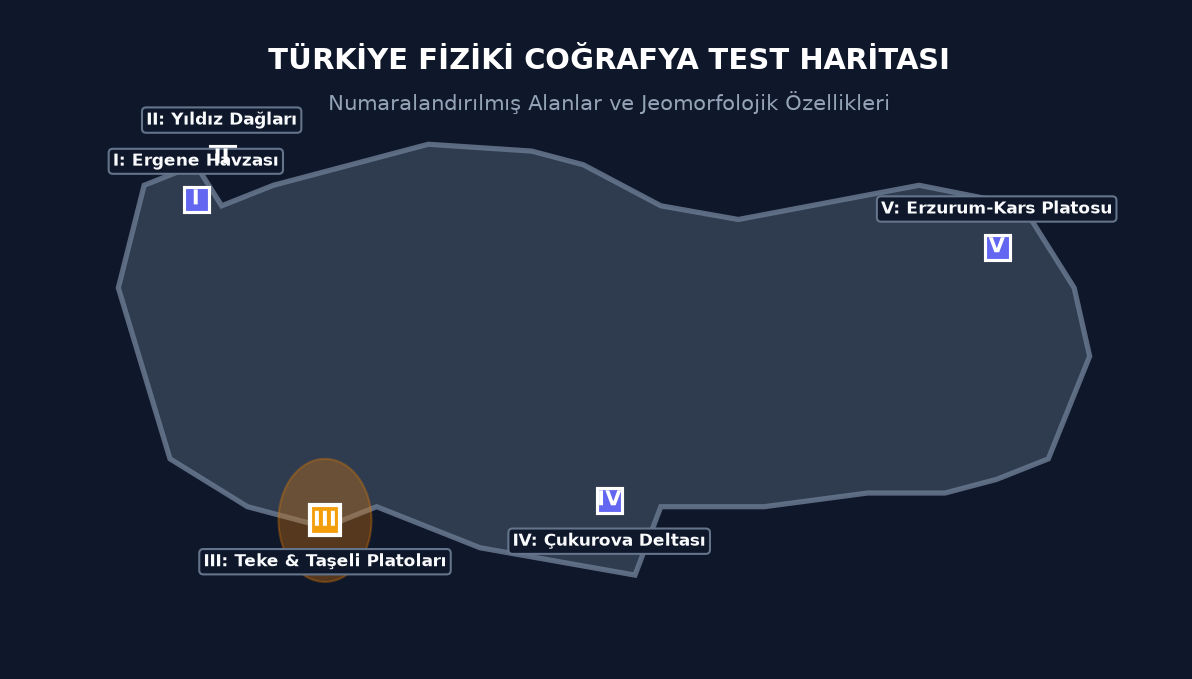 TÜRKİYE FİZİKİ COĞRAFYA TEST HARİTASI
Numaralandırılmış Alanlar ve Jeomorfolojik Özellikleri
II: Yıldız Dağları
II
I: Ergene Havzası
I
V: Erzurum-Kars Platosu
V
IV
III
IV: Çukurova Deltası
III: Teke & Taşeli Platoları